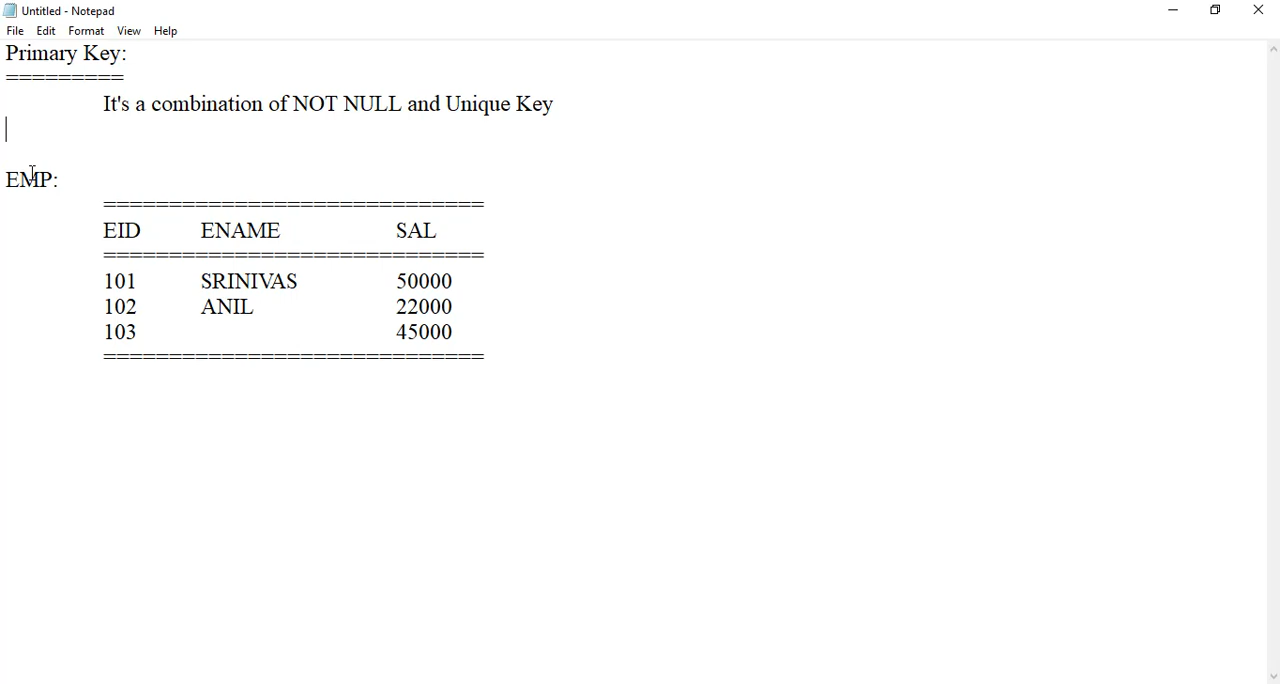 Untitled - Notepad
File Edit Format View Help
Primary Key:
=========
It's a combination of NOT NULL and Unique Key
EMP:
=============================
EID ENAME SAL
=============================
101 SRINIVAS 50000
102 ANIL 22000
103 45000
=============================